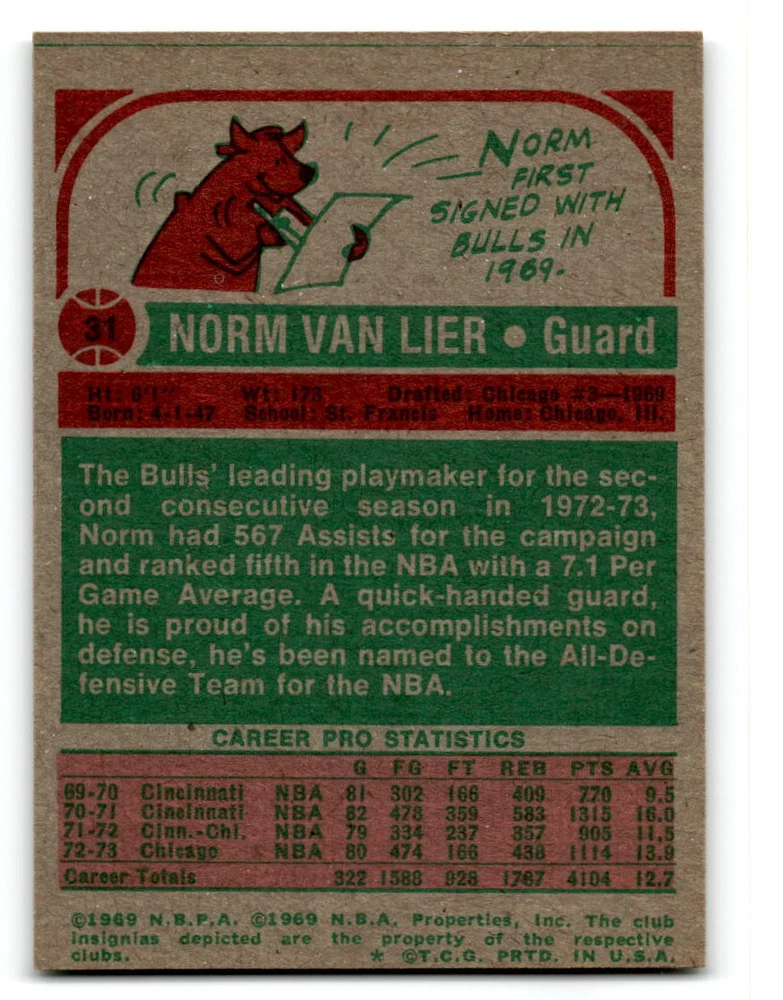 NORM
FIRST
SIGNED WITH
BULLS IN
1969.
31 NORM VAN LIER • Guard
Ht: 6'1" Wt: 173 Drafted: Chicago #3—1969
Born: 4-1-47 School: St. Francis Home: Chicago, Ill.
The Bulls' leading playmaker for the sec-
ond consecutive season in 1972-73,
Norm had 567 Assists for the campaign
and ranked fifth in the NBA with a 7.1 Per
Game Average. A quick-handed guard,
he is proud of his accomplishments on
defense, he's been named to the All-De-
fensive Team for the NBA.
CAREER PRO STATISTICS
G FG FT REB PTS AVG
69-70 Cincinnati NBA 81 302 166 409 770 9.5
70-71 Cincinnati NBA 82 478 359 583 1315 16.0
71-72 Cinn.-Chi. NBA 79 334 237 357 905 11.5
72-73 Chicago NBA 80 474 166 438 1114 13.9
Career Totals 322 1588 928 1787 4104 12.7
©1969 N.B.P.A. ©1969 N.B.A. Properties, Inc. The club
insignias depicted are the property of the respective
clubs. * ©T.C.G. PRTD. IN U.S.A.